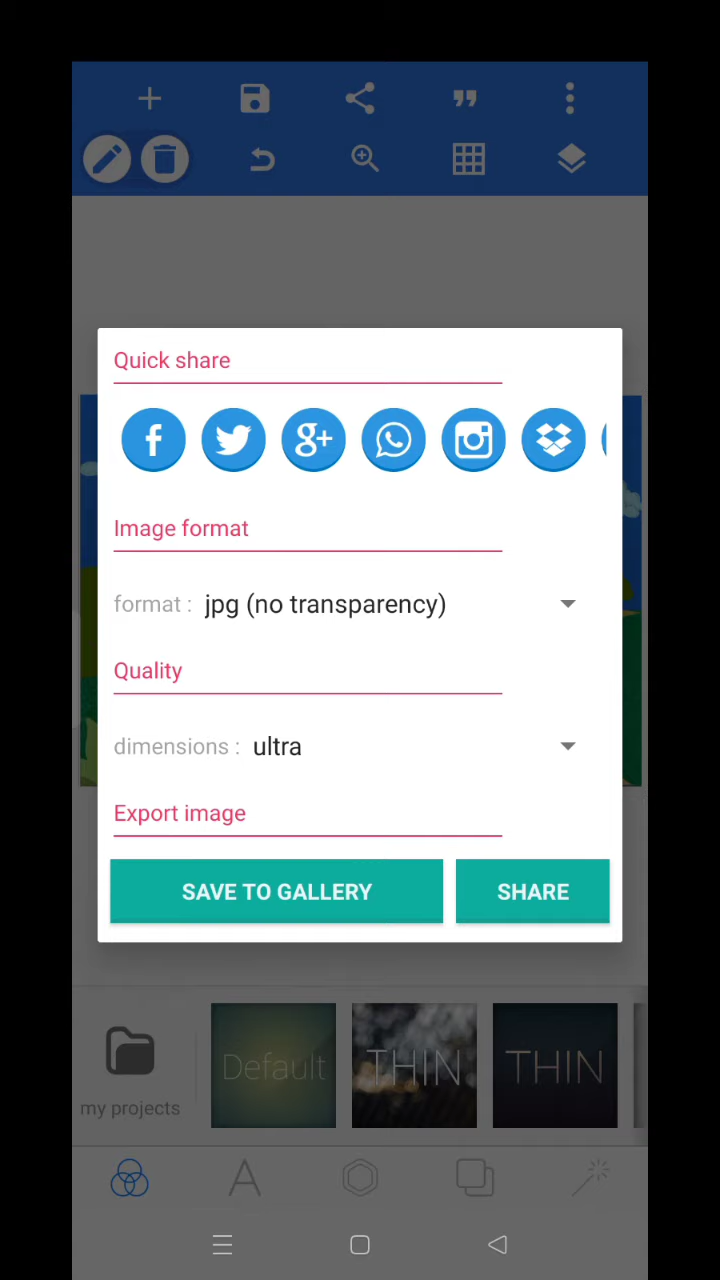 Quick share
Image format
format : jpg (no transparency)
Quality
dimensions : ultra
Export image
SAVE TO GALLERY SHARE
my projects Default THIN THIN